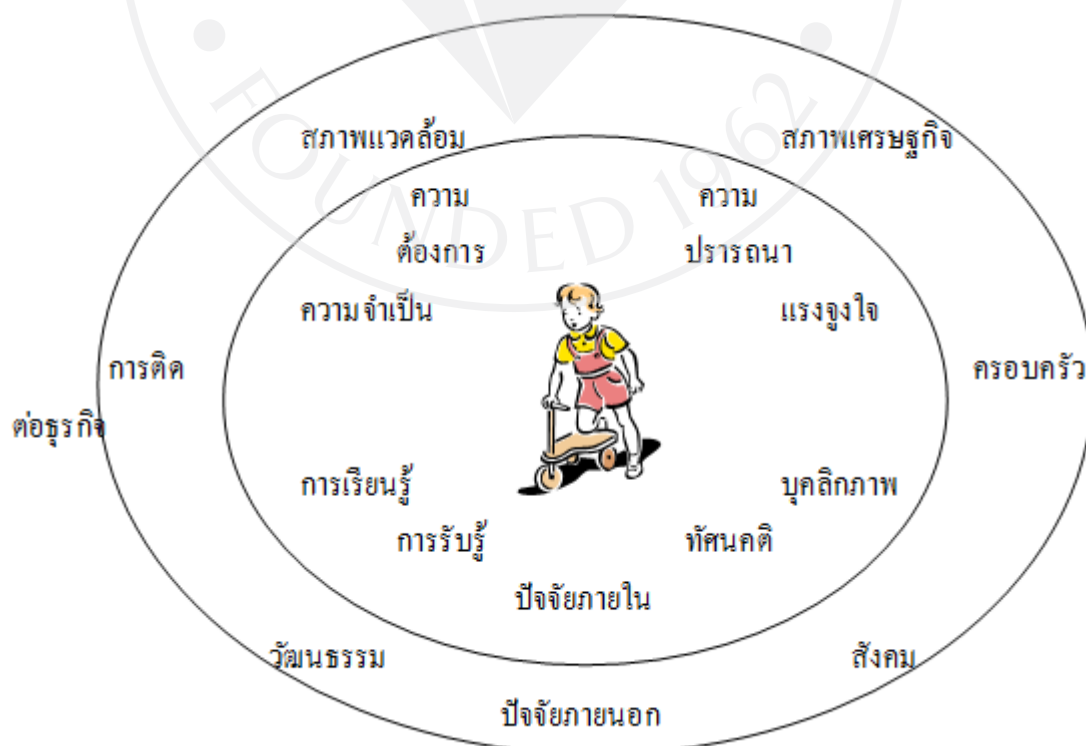 FOUNDED 1962
สภาพแวดล้อม
สภาพเศรษฐกิจ
ความ
ต้องการ
ความ
ปรารถนา
ความจำเป็น
แรงจูงใจ
การติด
ต่อธุรกิจ
ครอบครัว
การเรียนรู้
บุคลิกภาพ
การรับรู้
ทัศนคติ
ปัจจัยภายใน
วัฒนธรรม
สังคม
ปัจจัยภายนอก